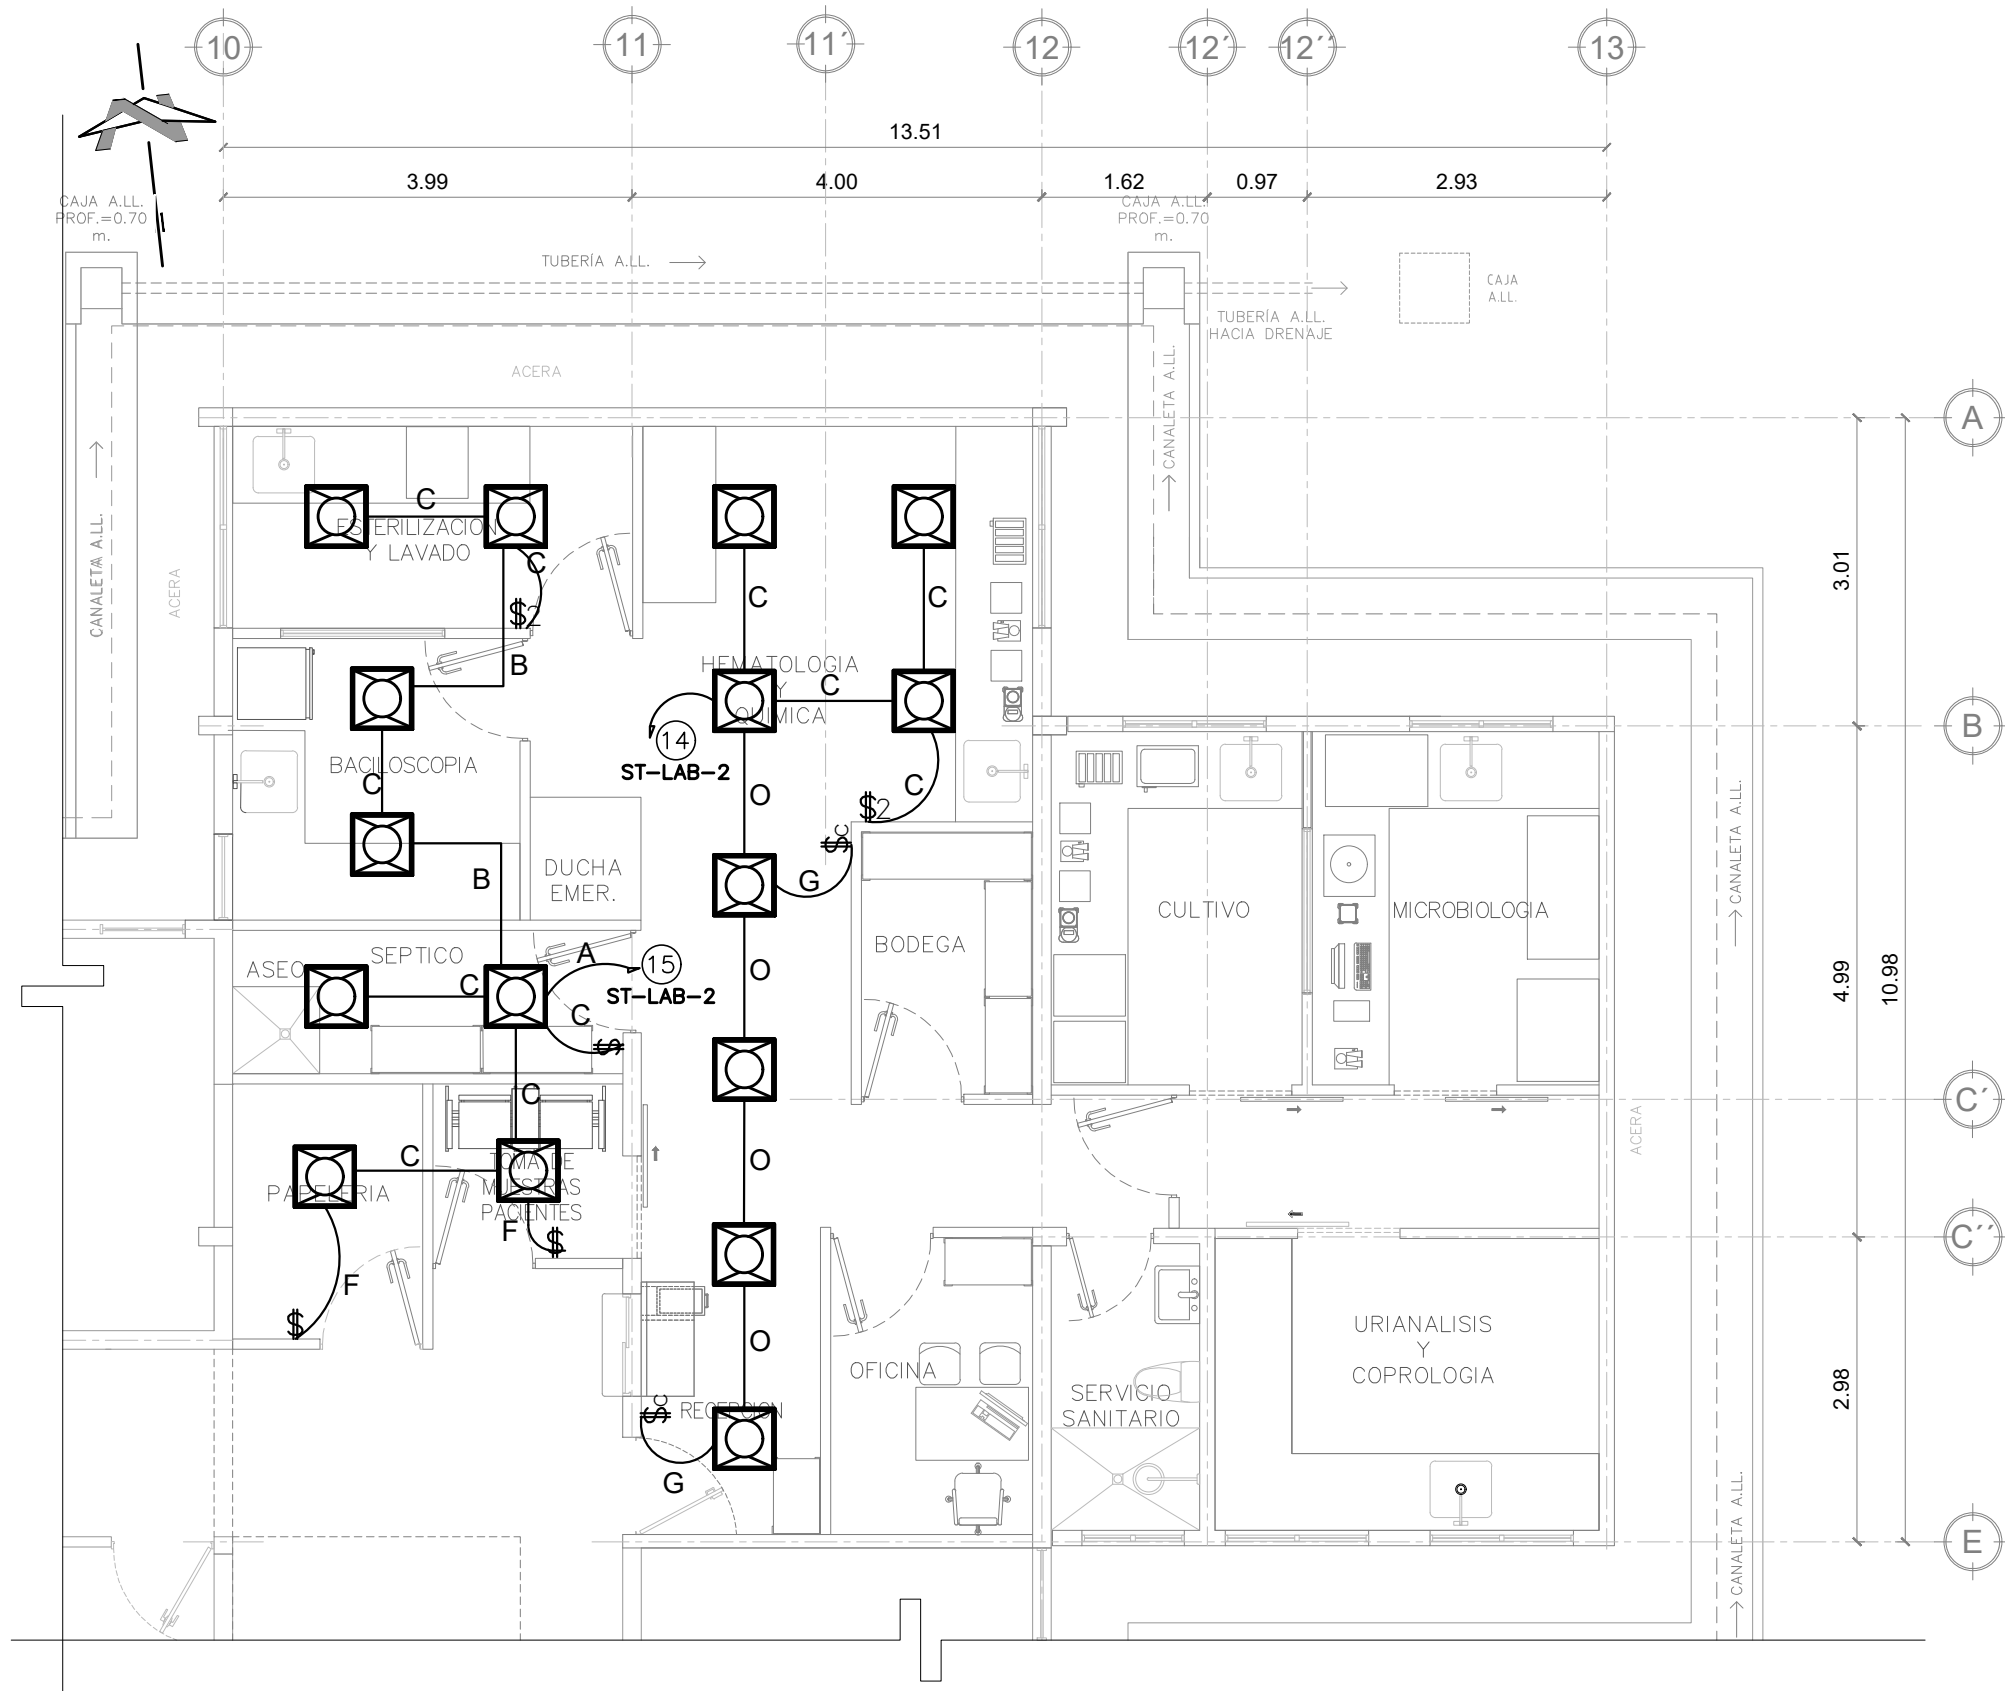 10
11
11´
12
12´
12´´
13
13.51
3.99
4.00
1.62
0.97
2.93
CAJA A.LL.
PROF.=0.70
m.
CAJA A.LL.
PROF.=0.70
m.
TUBERÍA A.LL.
CAJA
A.LL.
TUBERÍA A.LL.
HACIA DRENAJE
ACERA
CANALETA A.LL.
A
CANALETA A.LL.
ACERA
C
C
ESTERILIZACION
Y LAVADO
C
$2
C
C
3.01
B
HEMATOLOGIA
Y
QUIMICA
C
B
14
ST-LAB-2
BACILOSCOPIA
C
C
$2
O
$c
CANALETA A.LL.
B
DUCHA
EMER.
G
CULTIVO
MICROBIOLOGIA
BODEGA
SEPTICO
ASEO
A
15
ST-LAB-2
C
C
$
O
4.99
10.98
C
C´
ACERA
C
TOMA DE
MUESTRAS
PACIENTES
PAPELERIA
O
F
$
C´´
F
$
O
URIANALISIS
Y
COPROLOGIA
OFICINA
SERVICIO
SANITARIO
2.98
$c
RECEPCION
G
CANALETA A.LL.
E